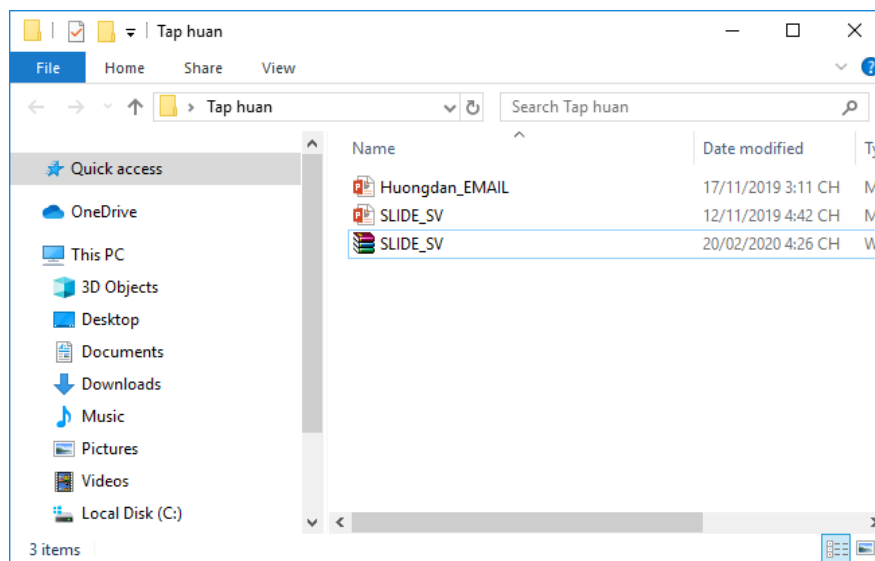 Tap huan
File Home Share View
Tap huan Search Tap huan
Name Date modified
Quick access
Huongdan_EMAIL 17/11/2019 3:11 CH
OneDrive
SLIDE_SV 12/11/2019 4:42 CH
This PC
SLIDE_SV 20/02/2020 4:26 CH
3D Objects
Desktop
Documents
Downloads
Music
Pictures
Videos
Local Disk (C:)
3 items